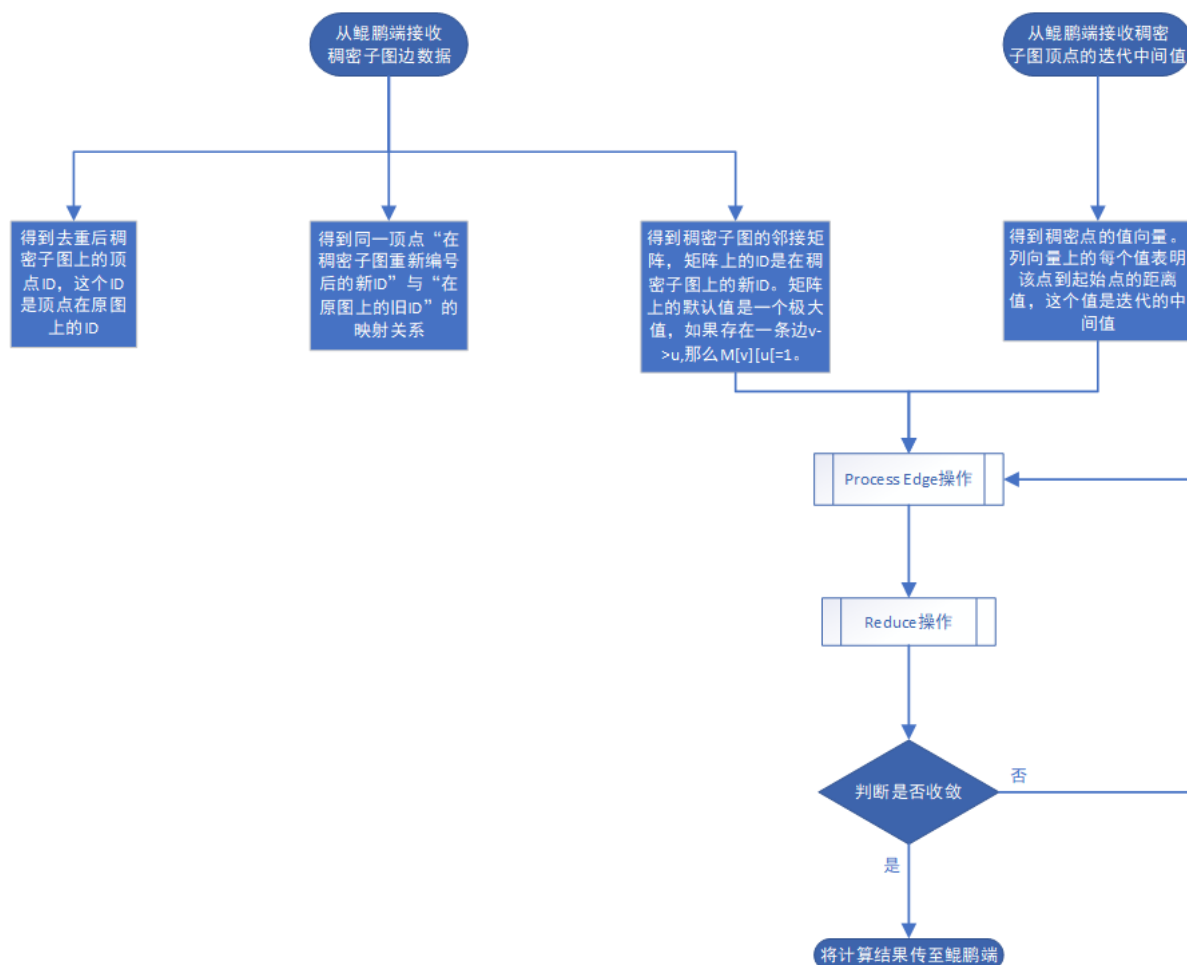 从鲲鹏端接收
稠密子图边数据
从鲲鹏端接收稠密
子图顶点的迭代中间值
得到去重后稠
密子图上的顶
点ID，这个ID
是顶点在原图
上的ID
得到同一顶点“在
稠密子图重新编号
后的新ID”与“在
原图上的旧ID”的
映射关系
得到稠密子图的邻接矩
阵，矩阵上的ID是在稠
密子图上的新ID。矩阵
上的默认值是一个极大
值，如果存在一条边v-
>u,那么M[v][u[=1。
得到稠密点的值向量。
列向量上的每个值表明
该点到起始点的距离
值，这个值是迭代的中
间值
Process Edge操作
Reduce操作
判断是否收敛
否
是
将计算结果传至鲲鹏端